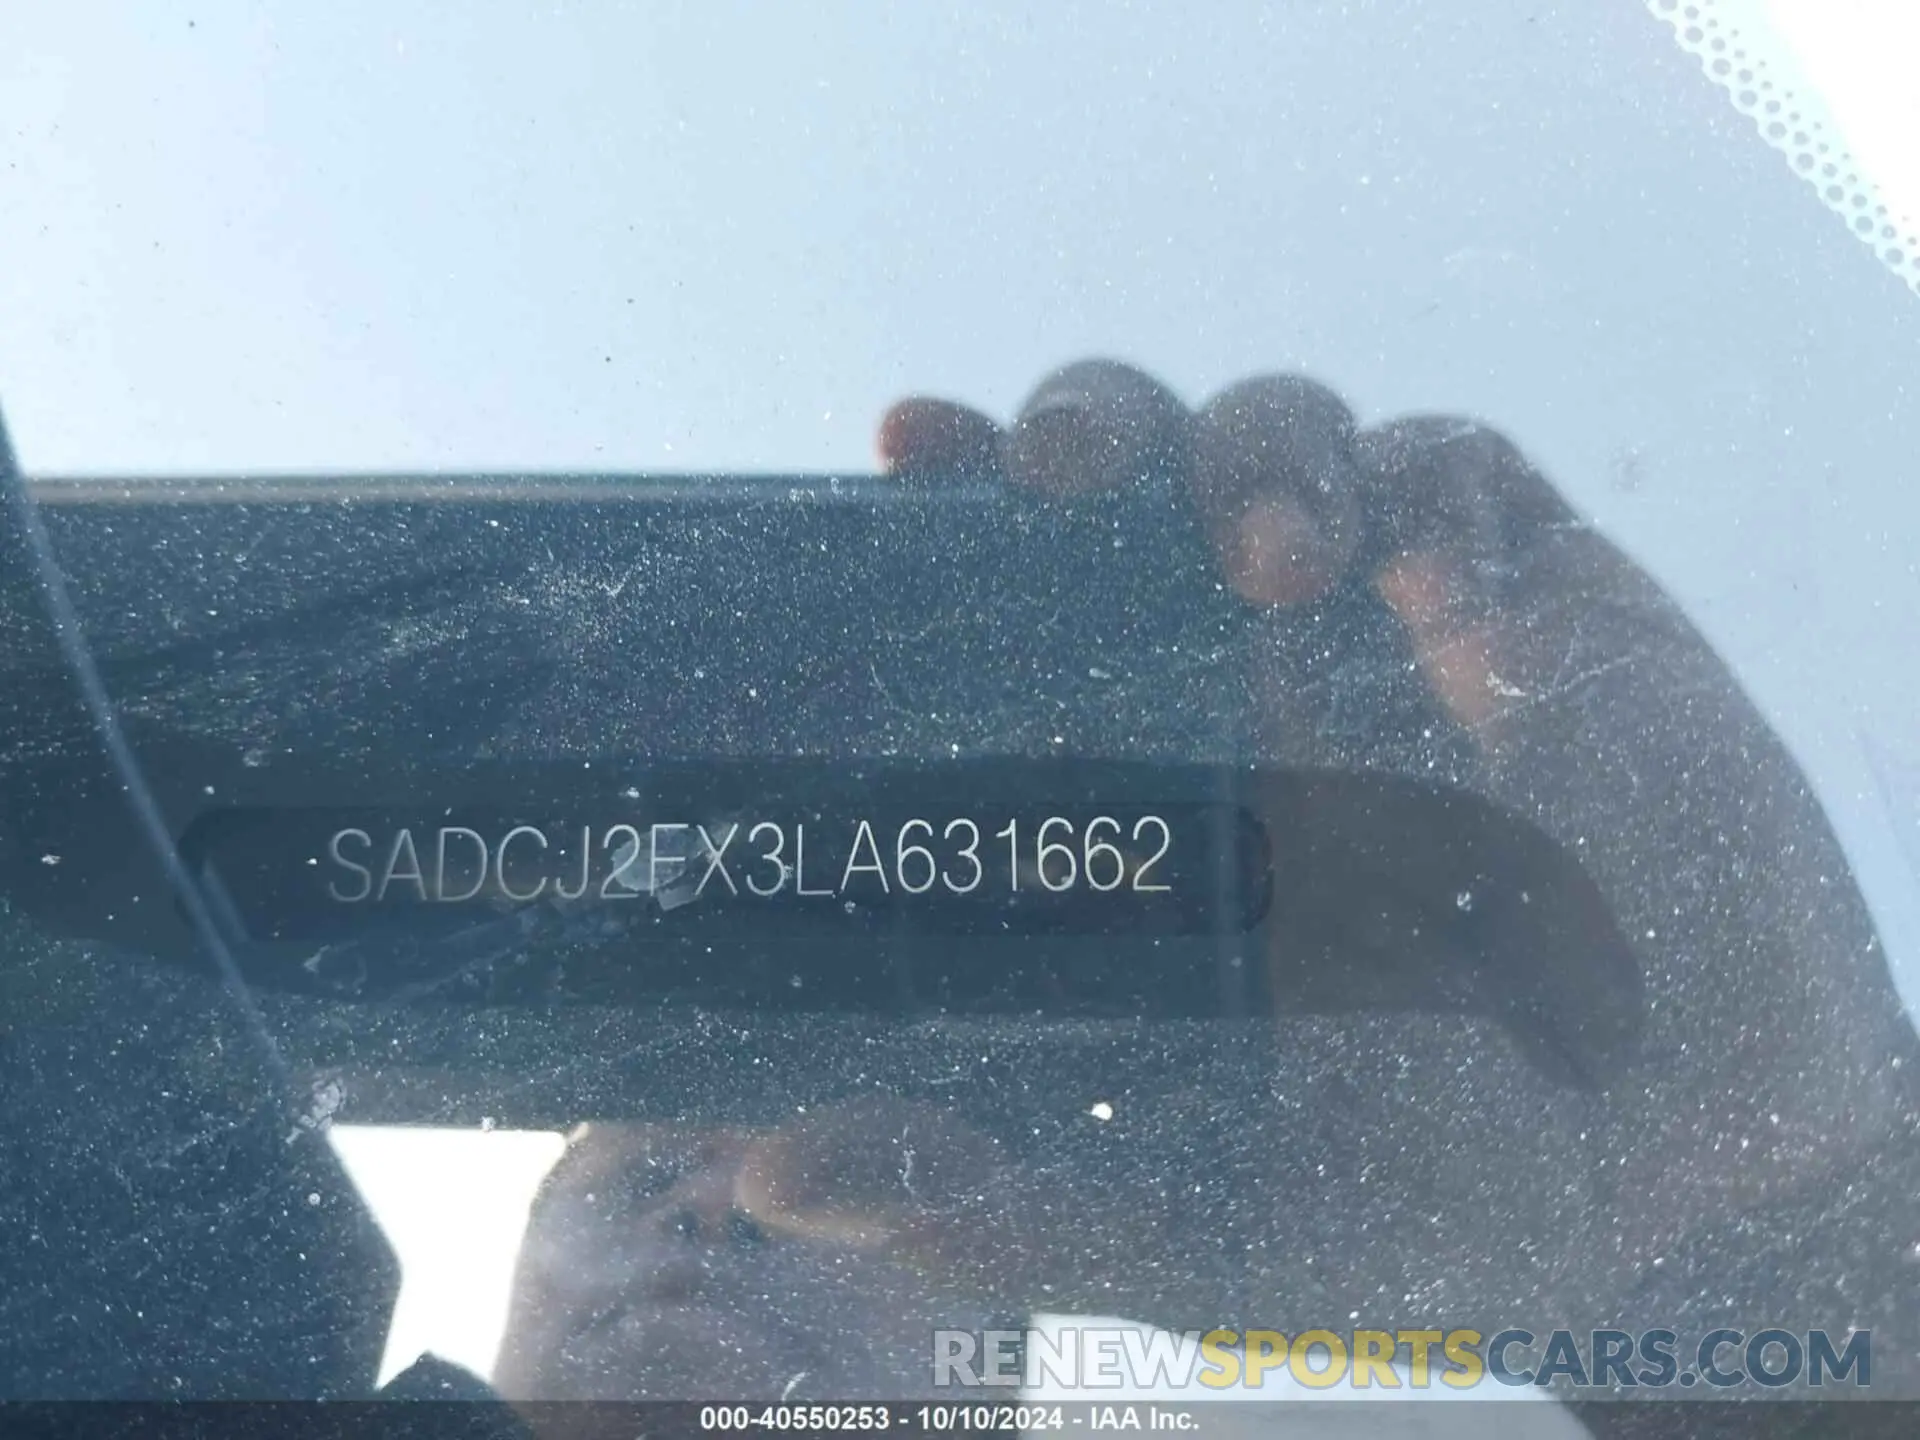 SADCJ2FX3LA631662
RENEWSPORTSCARS.COM
000-40550253 - 10/10/2024 - IAA Inc.